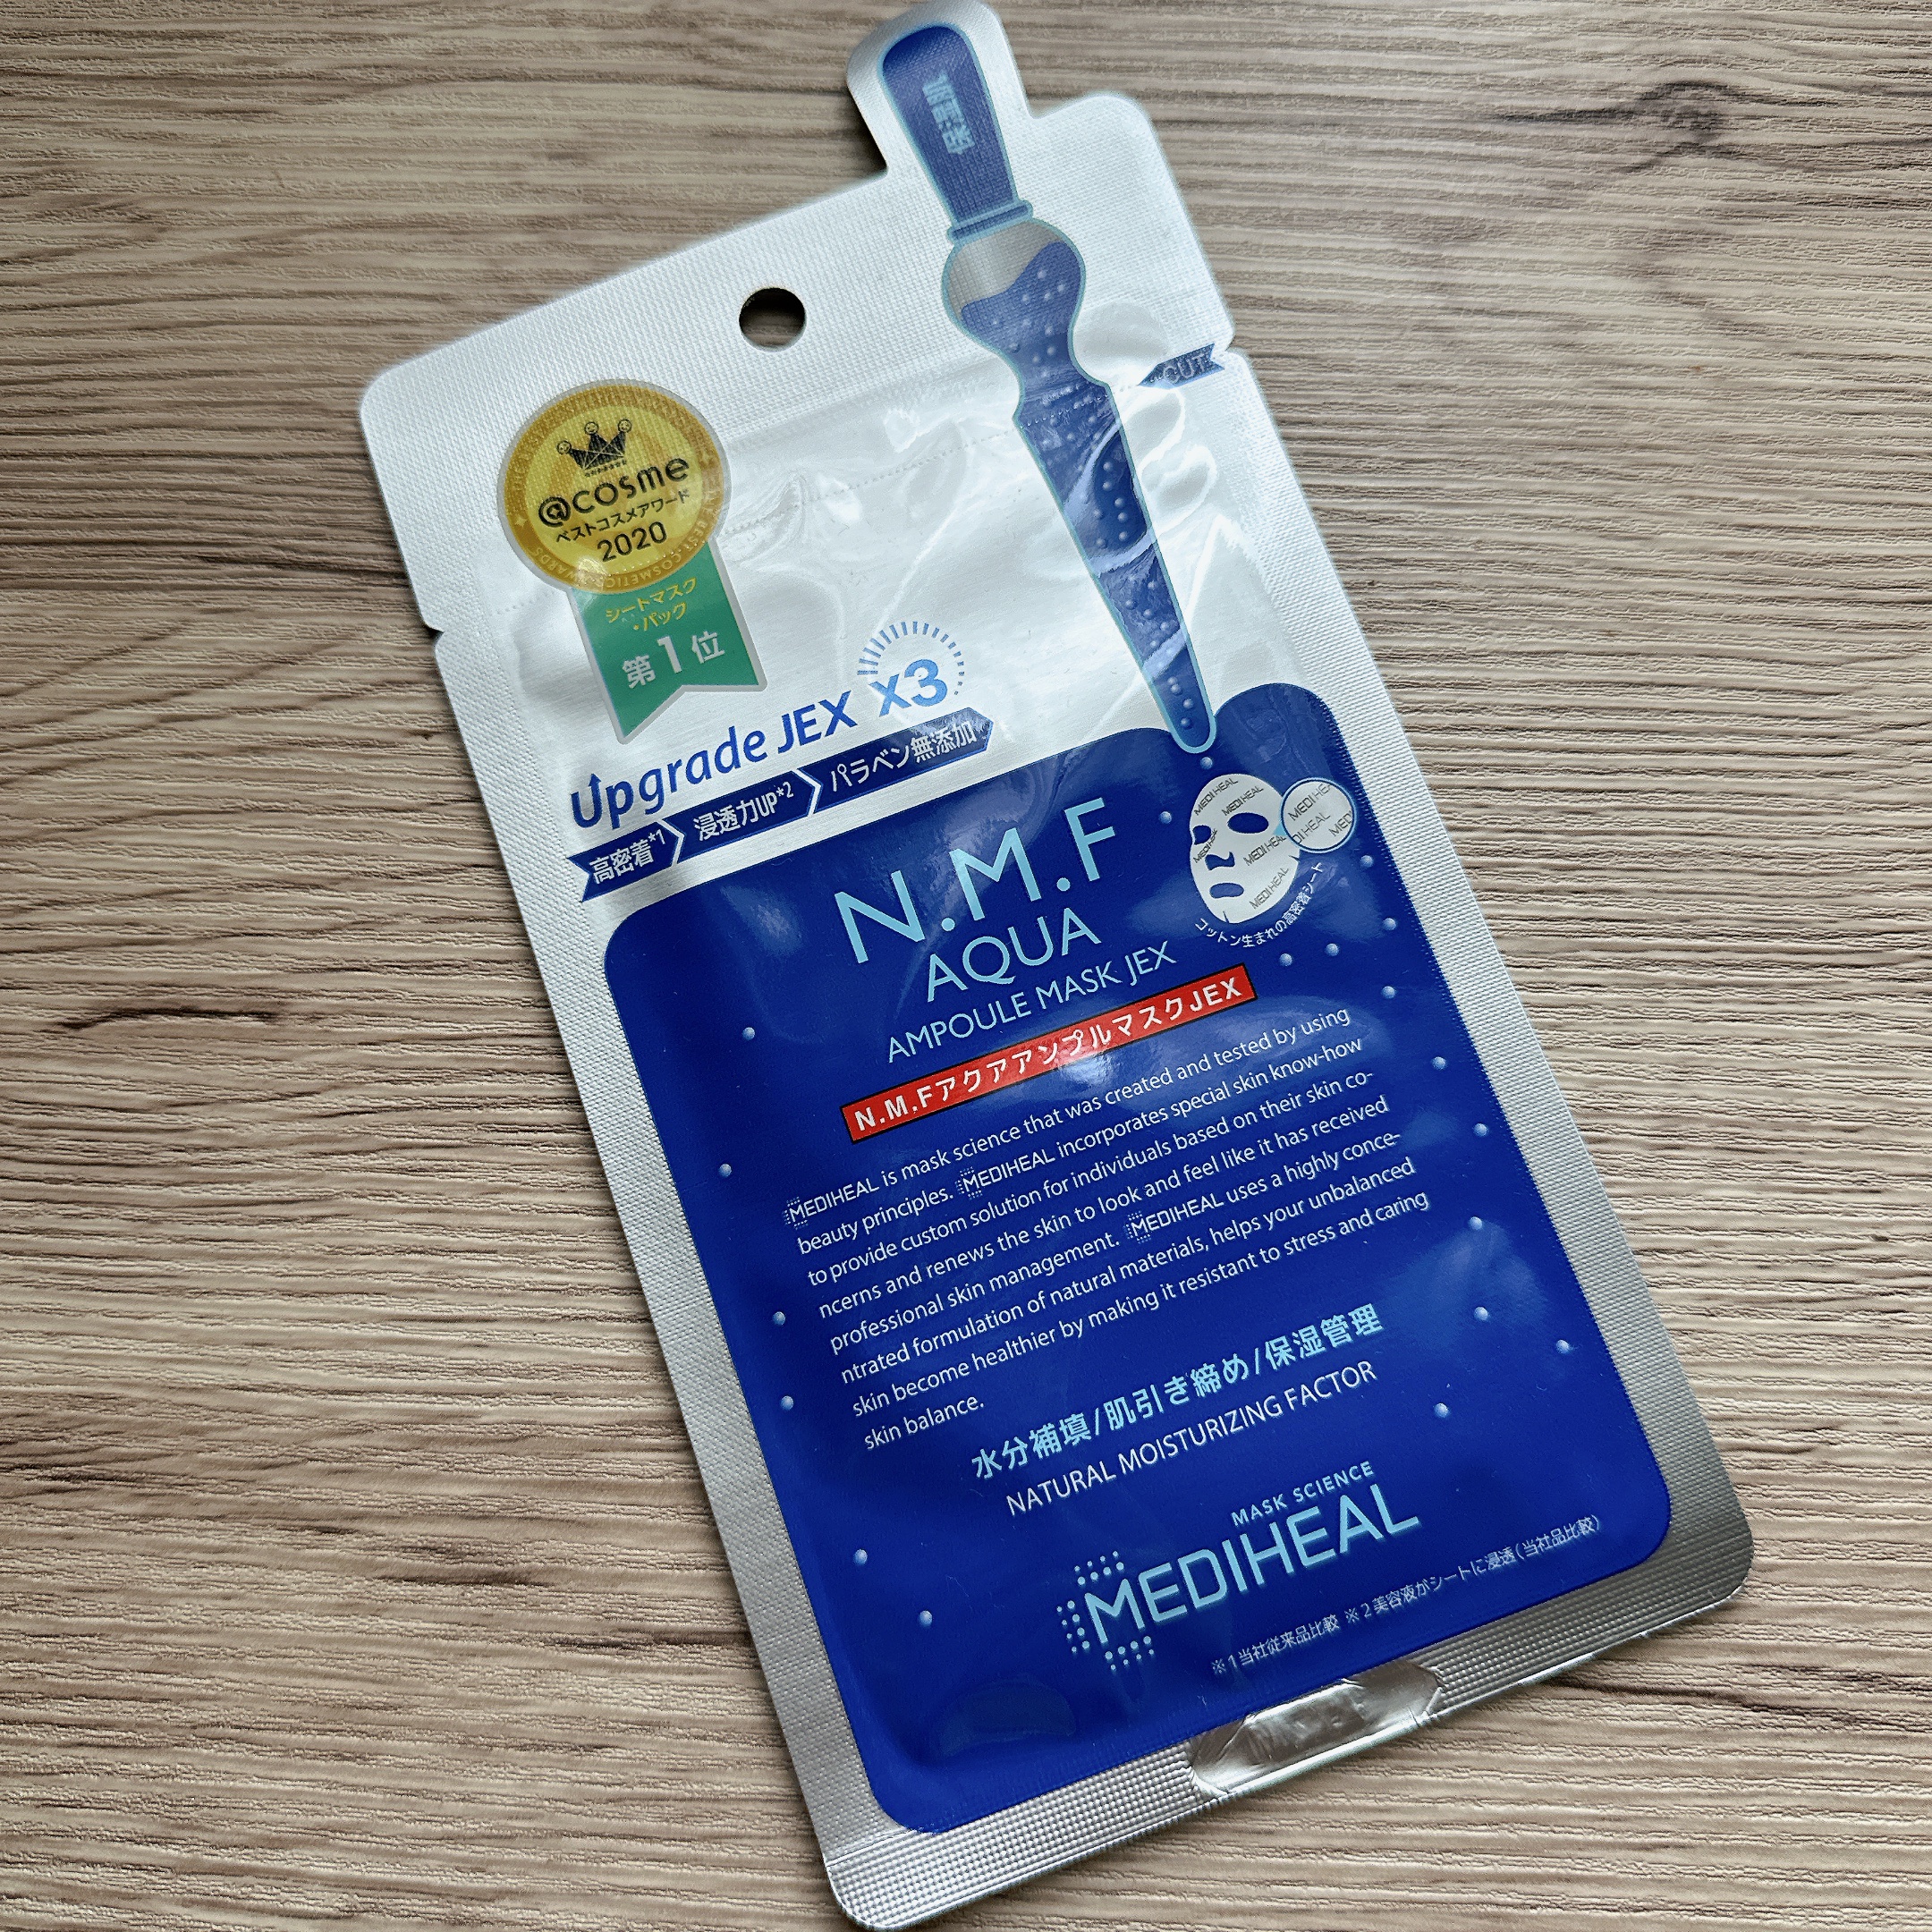 保湿肌
CUT
@cosme
ベストコスメアワード
2020
シートマスク
・パック
第1位
Upgrade JEX x3
高密着*1 浸透力UP*2 パラベン無添加
N.M.F
AQUA
AMPOULE MASK JEX
N.M.FアクアアンプルマスクJEX
MEDIHEAL
MEDIHEAL
MEDIHEAL
MEDIHEAL
コットン生まれの高密着シート
MEDIHEAL is mask science that was created and tested by using
beauty principles. MEDIHEAL incorporates special skin know-how
to provide custom solution for individuals based on their skin co-
ncerns and renews the skin to look and feel like it has received
professional skin management. MEDIHEAL uses a highly conce-
ntrated formulation of natural materials, helps your unbalanced
skin become healthier by making it resistant to stress and caring
skin balance.
水分補填/肌引き締め/保湿管理
NATURAL MOISTURIZING FACTOR
MASK SCIENCE
MEDIHEAL
※1当社従来品比較 ※2美容液がシートに浸透(当社品比較)